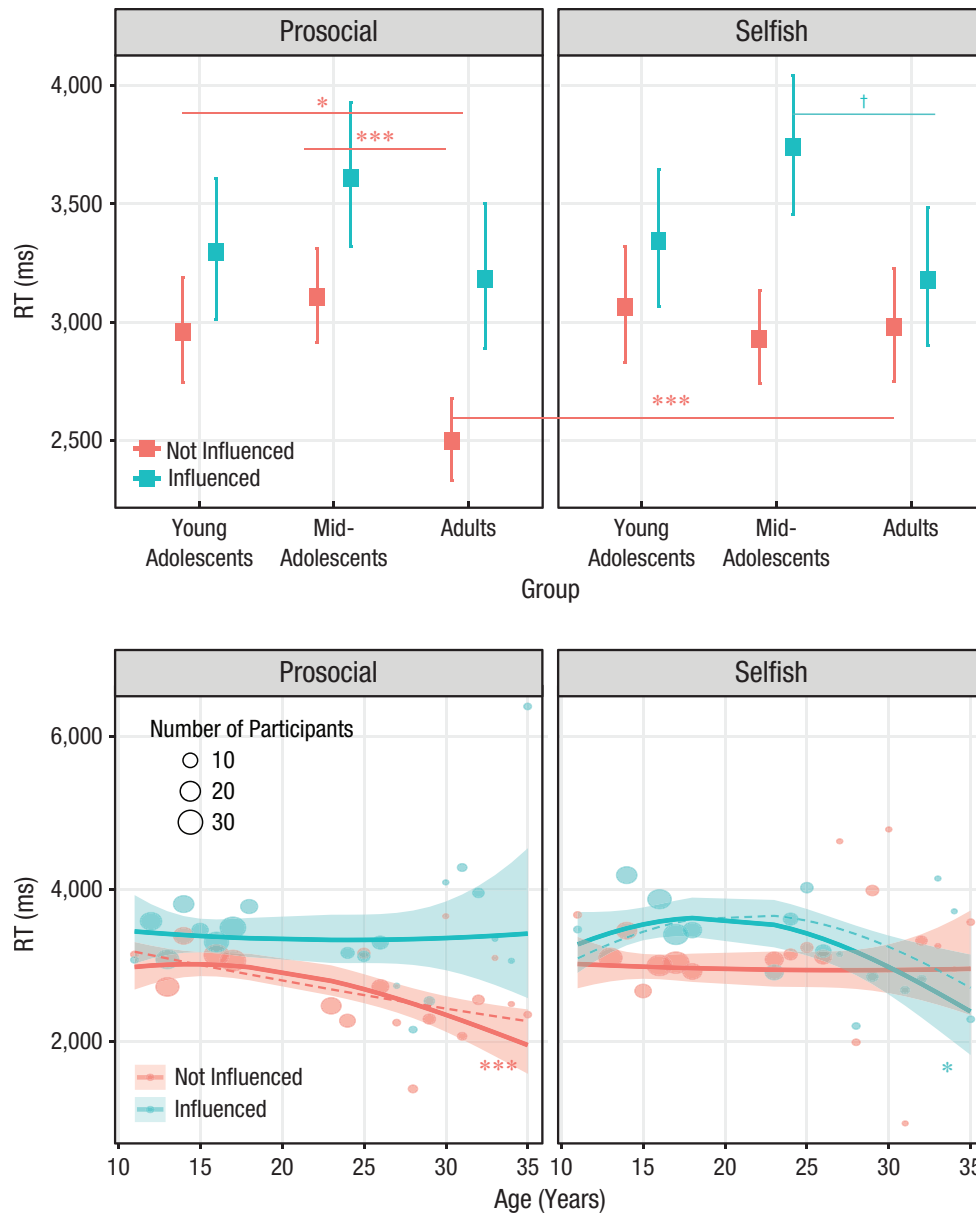 Prosocial
Selfish
4,000
3,500
3,000
2,500
RT (ms)
*
***
†
***
Not Influenced
Influenced
Young Adolescents
Mid-Adolescents
Adults
Young Adolescents
Mid-Adolescents
Adults
Group
Prosocial
Selfish
6,000
4,000
2,000
RT (ms)
Number of Participants
10
20
30
***
*
Not Influenced
Influenced
10 15 20 25 30 35
10 15 20 25 30 35
Age (Years)